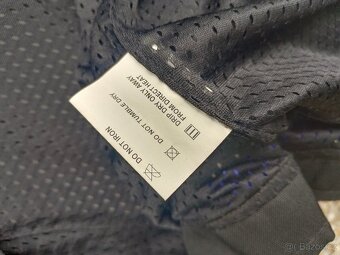 DO NOT IRON
DO NOT TUMBLE DRY
DRIP DRY ONLY AWAY
FROM DIRECT HEAT